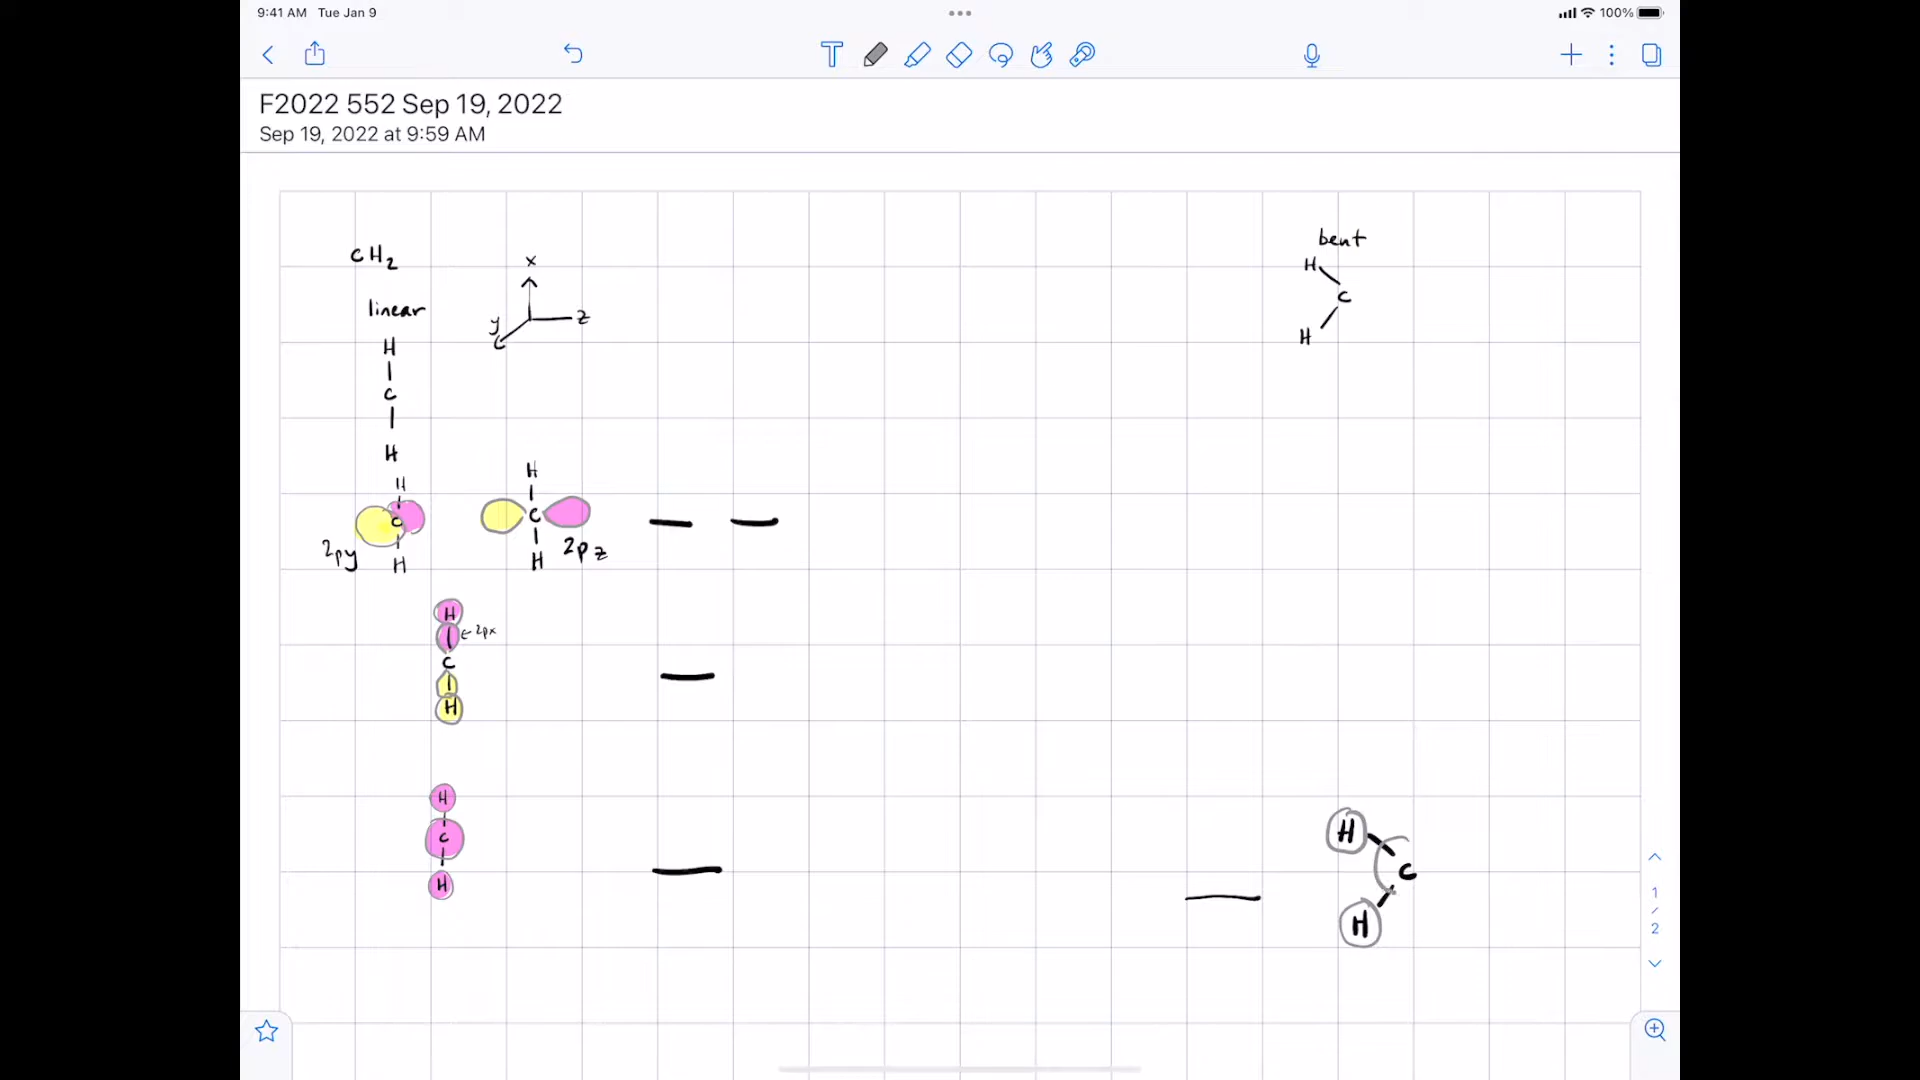 9:41 AM Tue Jan 9
100%
T
F2022 552 Sep 19, 2022
Sep 19, 2022 at 9:59 AM
CH2
linear
H
C
H
x
y
z
bent
H
C
H
H
C
H
2py
H
C
H
2pz
H
←2px
C
H
H
C
H
H
C
H
1
/
2